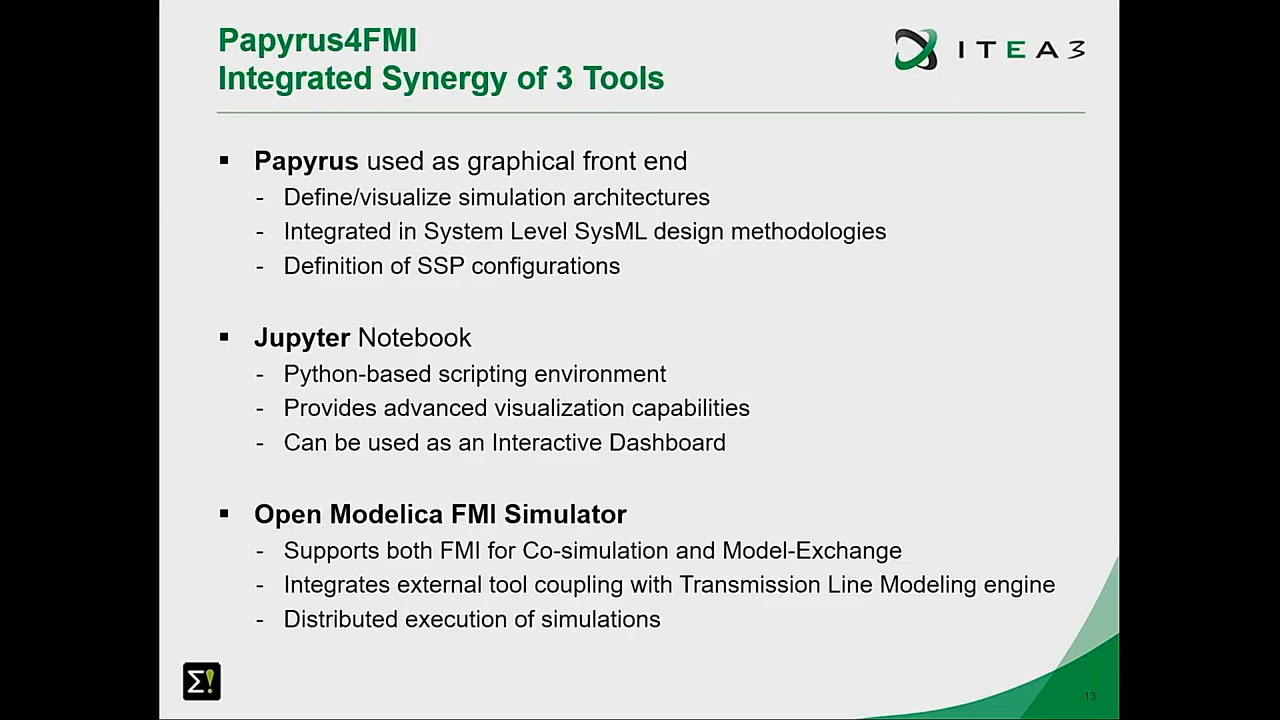 Papyrus4FMI
Integrated Synergy of 3 Tools
ITEA3
▪ Papyrus used as graphical front end
- Define/visualize simulation architectures
- Integrated in System Level SysML design methodologies
- Definition of SSP configurations
▪ Jupyter Notebook
- Python-based scripting environment
- Provides advanced visualization capabilities
- Can be used as an Interactive Dashboard
▪ Open Modelica FMI Simulator
- Supports both FMI for Co-simulation and Model-Exchange
- Integrates external tool coupling with Transmission Line Modeling engine
- Distributed execution of simulations
Σ!
13